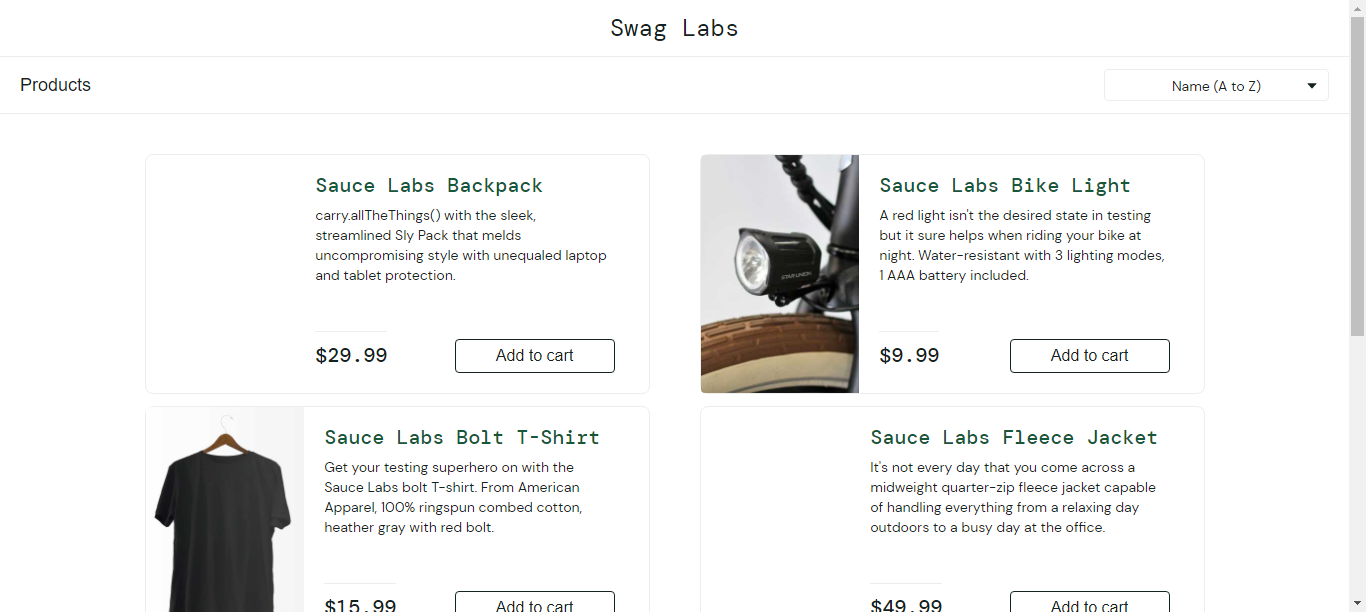 Swag Labs
Products
Name (A to Z)
Sauce Labs Backpack
carry.allTheThings() with the sleek,
streamlined Sly Pack that melds
uncompromising style with unequaled laptop
and tablet protection.
$29.99
Add to cart
Sauce Labs Bike Light
A red light isn't the desired state in testing
but it sure helps when riding your bike at
night. Water-resistant with 3 lighting modes,
1 AAA battery included.
$9.99
Add to cart
STAR UNION
Sauce Labs Bolt T-Shirt
Get your testing superhero on with the
Sauce Labs bolt T-shirt. From American
Apparel, 100% ringspun combed cotton,
heather gray with red bolt.
$15.99
Add to cart
Sauce Labs Fleece Jacket
It's not every day that you come across a
midweight quarter-zip fleece jacket capable
of handling everything from a relaxing day
outdoors to a busy day at the office.
$49.99
Add to cart